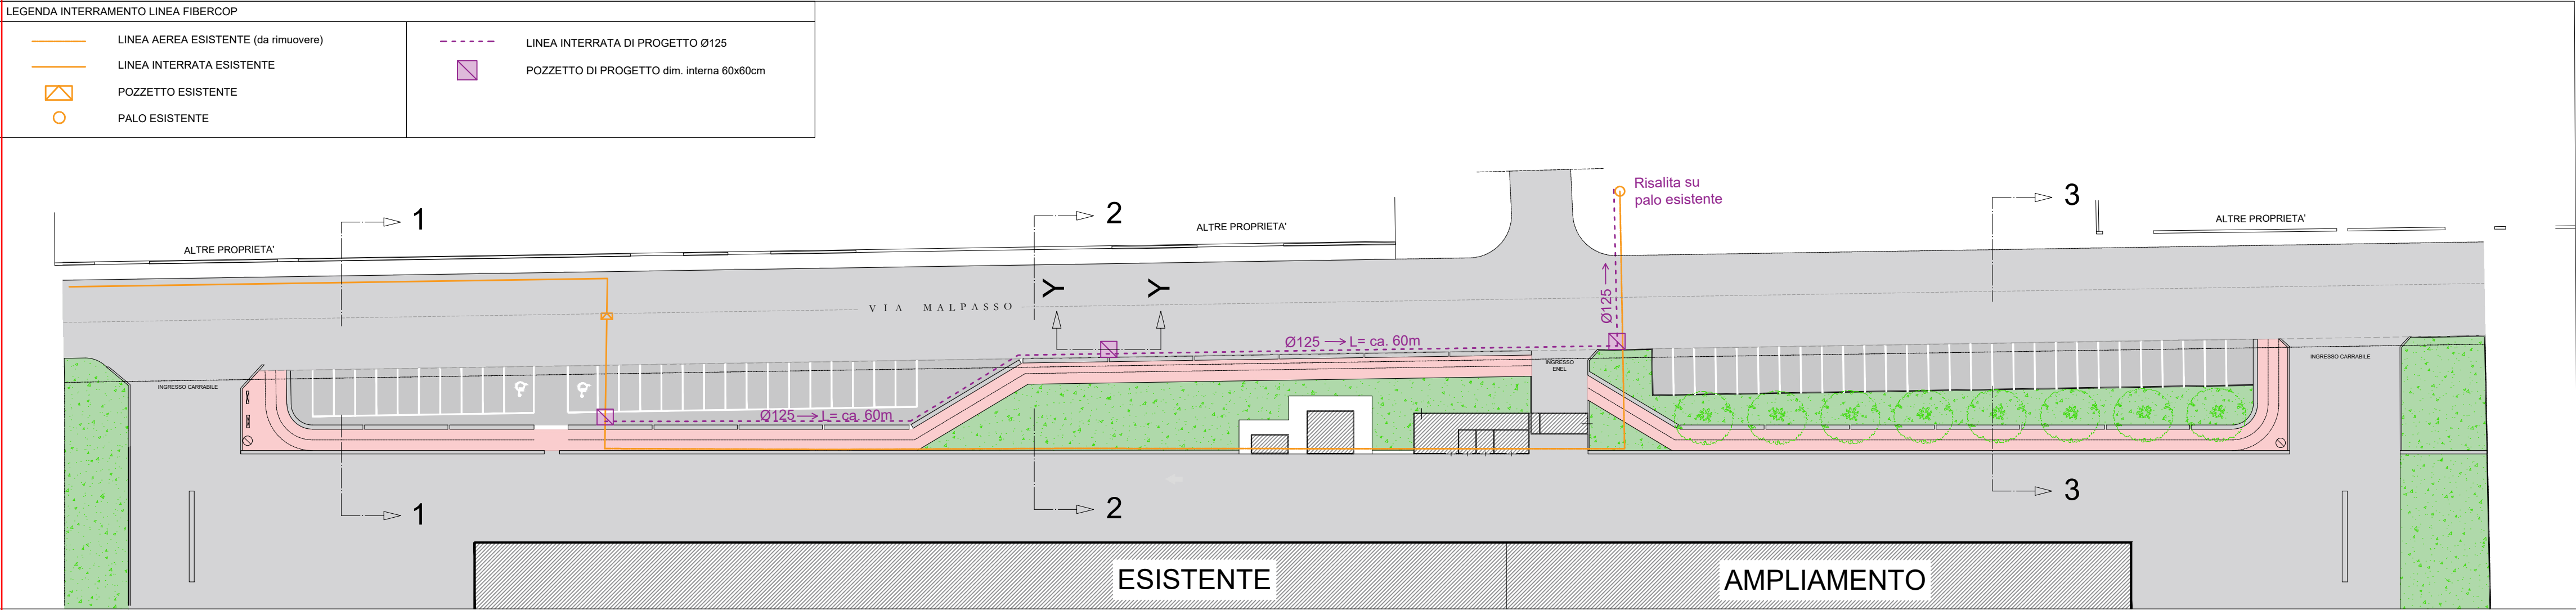 LEGENDA INTERRAMENTO LINEA FIBERCOP
LINEA AEREA ESISTENTE (da rimuovere)
LINEA INTERRATA ESISTENTE
POZZETTO ESISTENTE
PALO ESISTENTE
LINEA INTERRATA DI PROGETTO Ø125
POZZETTO DI PROGETTO dim. interna 60x60cm
Risalita su
palo esistente
1
2
3
ALTRE PROPRIETA'
ALTRE PROPRIETA'
ALTRE PROPRIETA'
Y
Y
VIA MALPASSO
Ø125
Ø125 L= ca. 60m
INGRESSO
ENEL
INGRESSO CARRABILE
INGRESSO CARRABILE
Ø125 L= ca. 60m
1
2
3
ESISTENTE
AMPLIAMENTO